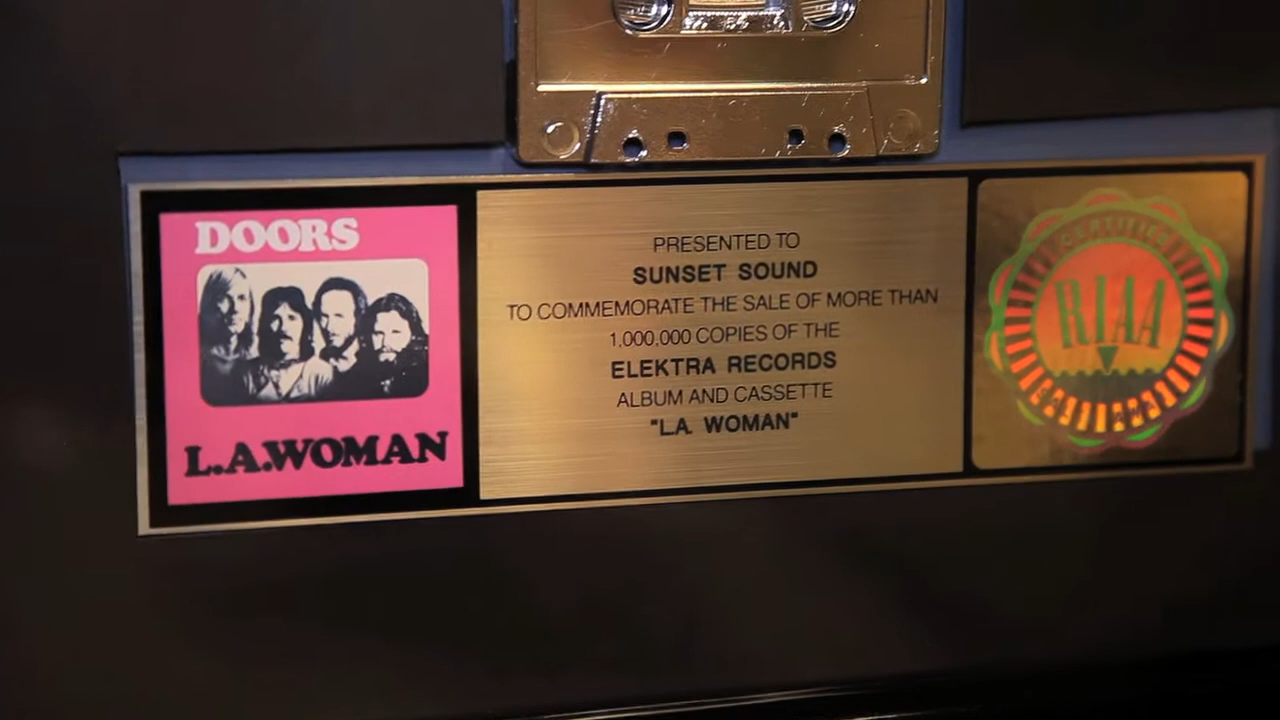 DOORS
L.A.WOMAN
PRESENTED TO
SUNSET SOUND
TO COMMEMORATE THE SALE OF MORE THAN
1,000,000 COPIES OF THE
ELEKTRA RECORDS
ALBUM AND CASSETTE
"L.A. WOMAN"
CERTIFIED
RIAA